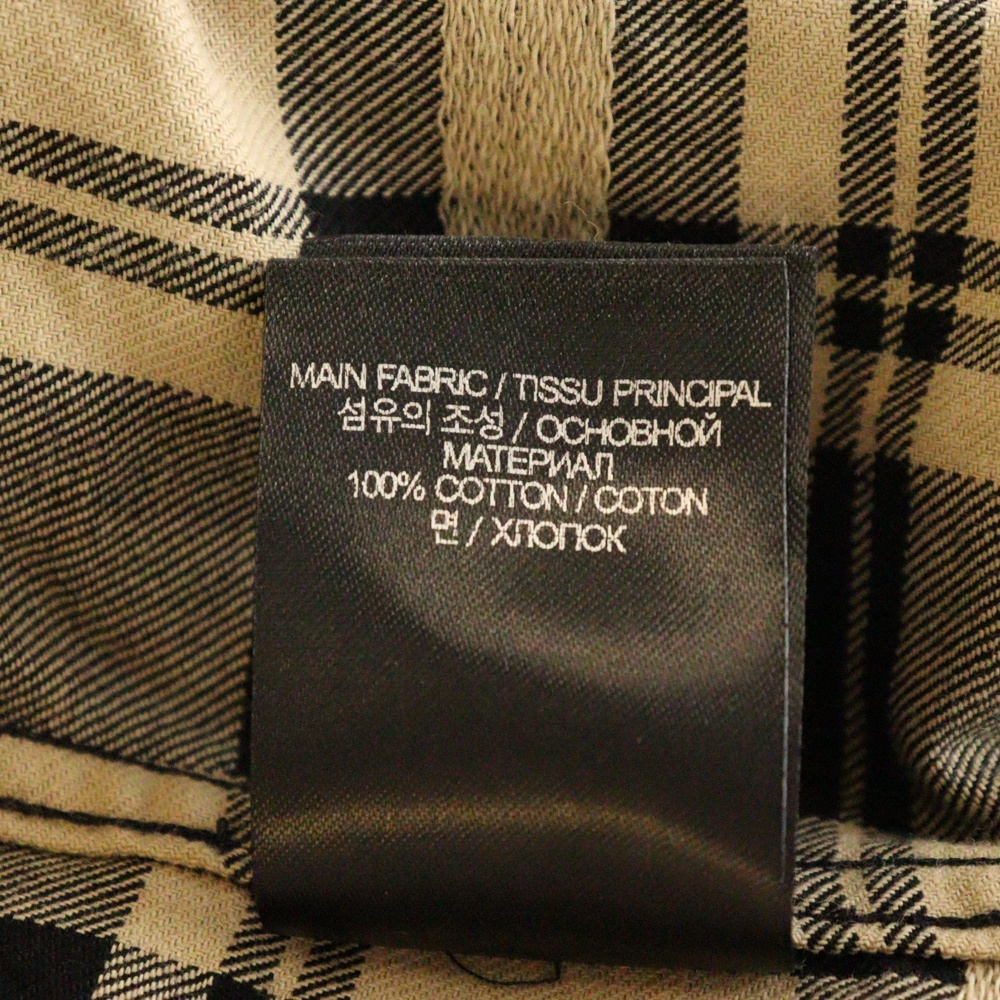 MAIN FABRIC / TISSU PRINCIPAL
섬유의 조성 / ОСНОВНОЙ
МАТЕРИАЛ
100% COTTON / COTON
면 / ХЛОПОК